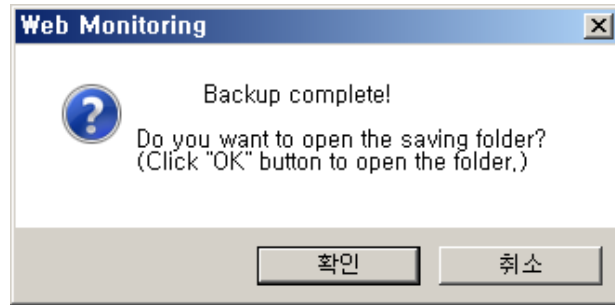 Web Monitoring
Backup complete!
Do you want to open the saving folder?
(Click "OK" button to open the folder,)
확인
취소